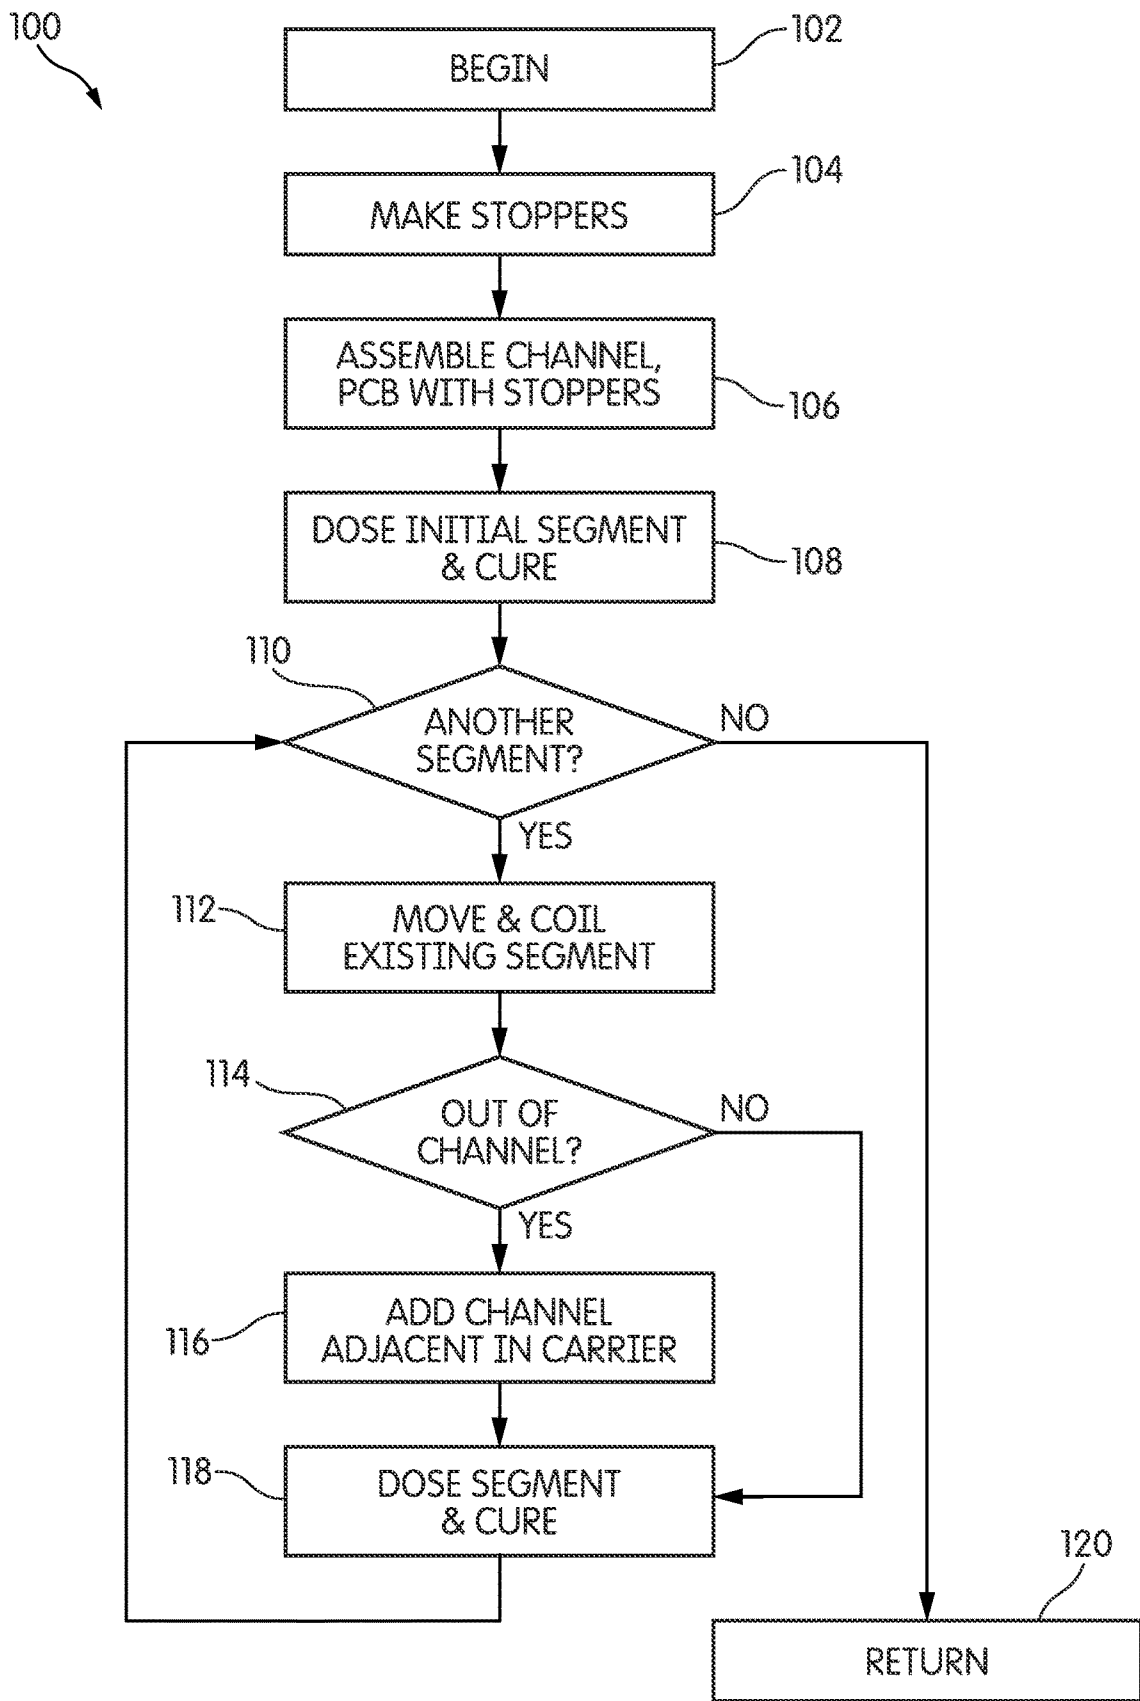 100
BEGIN
102
MAKE STOPPERS
104
ASSEMBLE CHANNEL,
PCB WITH STOPPERS
106
DOSE INITIAL SEGMENT
& CURE
108
110
ANOTHER
SEGMENT?
NO
YES
112
MOVE & COIL
EXISTING SEGMENT
114
OUT OF
CHANNEL?
NO
YES
116
ADD CHANNEL
ADJACENT IN CARRIER
118
DOSE SEGMENT
& CURE
120
RETURN